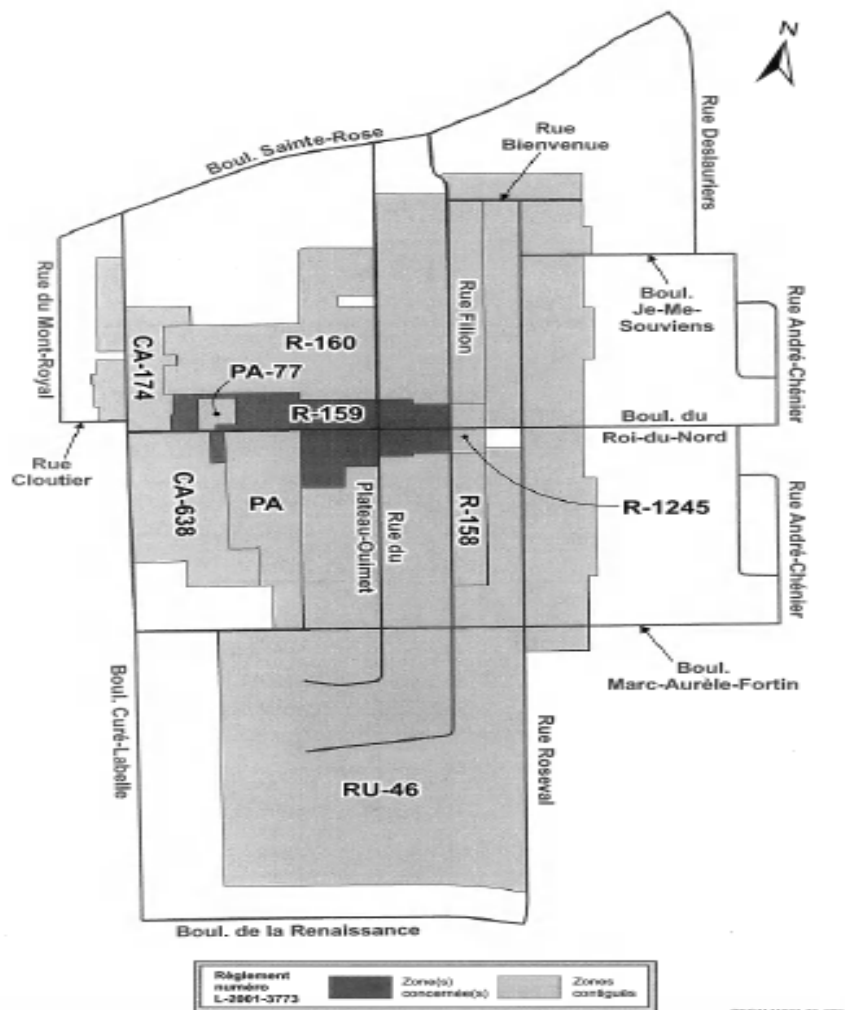 N
Boul. Sainte-Rose
Rue
Bienvenue
Rue Deslauriers
Rue du Mont-Royal
Rue Filion
Boul.
Je-Me-
Souviens
Rue André-Chénier
CA-174
R-160
PA-77
R-159
Boul. du
Roi-du-Nord
Rue
Cloutier
CA-638
PA
Rue du
Plateau-Ouimet
R-158
R-1245
Rue André-Chénier
Boul.
Marc-Aurèle-Fortin
Boul. Curé-Labelle
Rue Roseval
RU-46
Boul. de la Renaissance
Règlement
numéro
L-2001-3773
Zone(s)
concernée(s)
Zones
contiguës